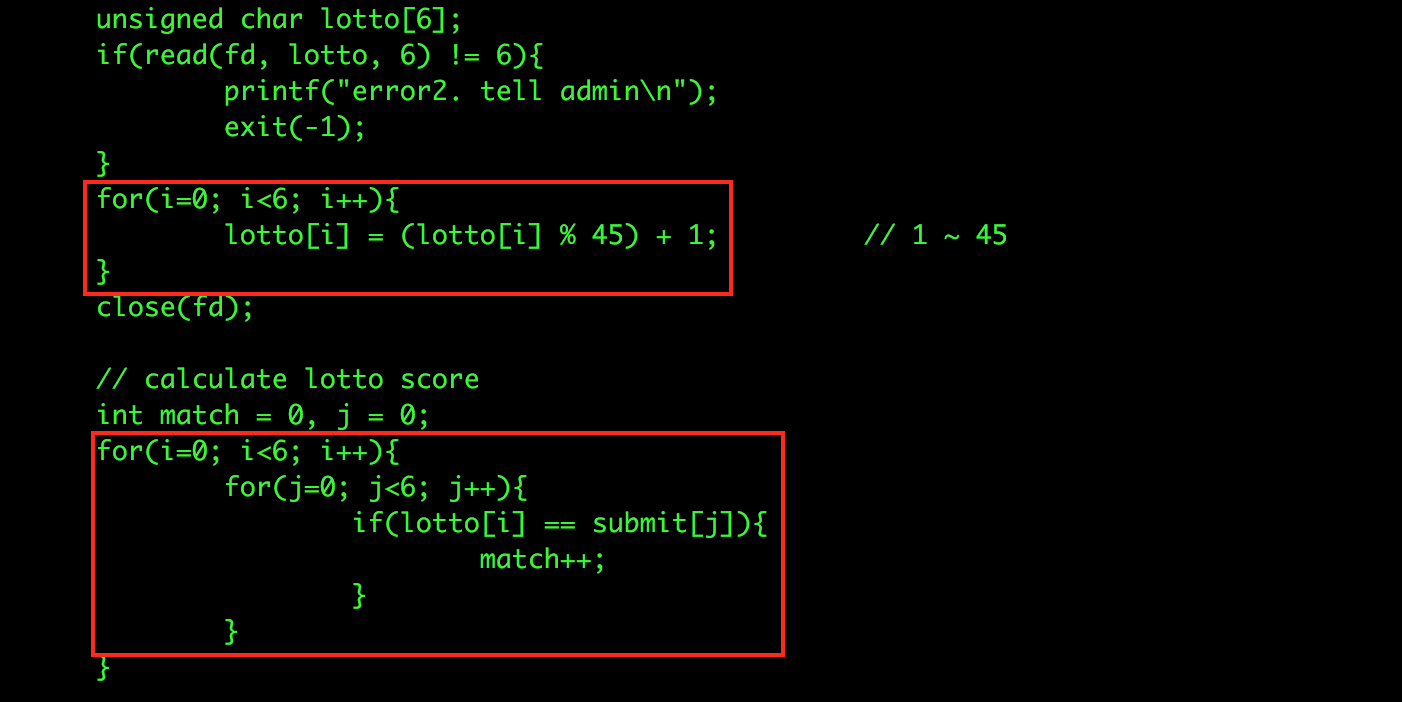 unsigned char lotto[6];
if(read(fd, lotto, 6) != 6){
printf("error2. tell admin\n");
exit(-1);
}
for(i=0; i<6; i++){
lotto[i] = (lotto[i] % 45) + 1; // 1 ~ 45
}
close(fd);
// calculate lotto score
int match = 0, j = 0;
for(i=0; i<6; i++){
for(j=0; j<6; j++){
if(lotto[i] == submit[j]){
match++;
}
}
}